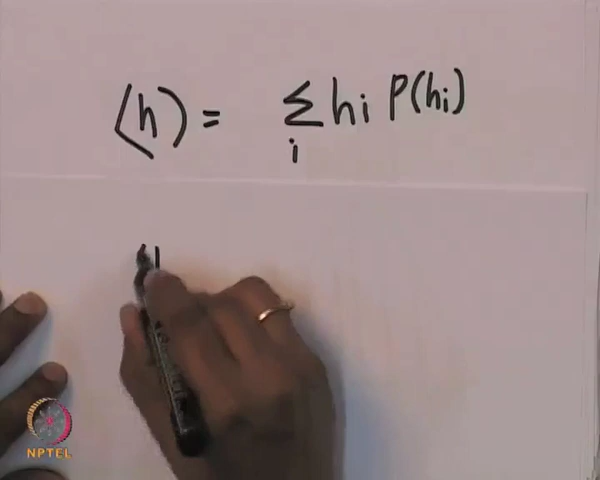 ⟨h⟩ = Σ hi P(hi)
i
NPTEL